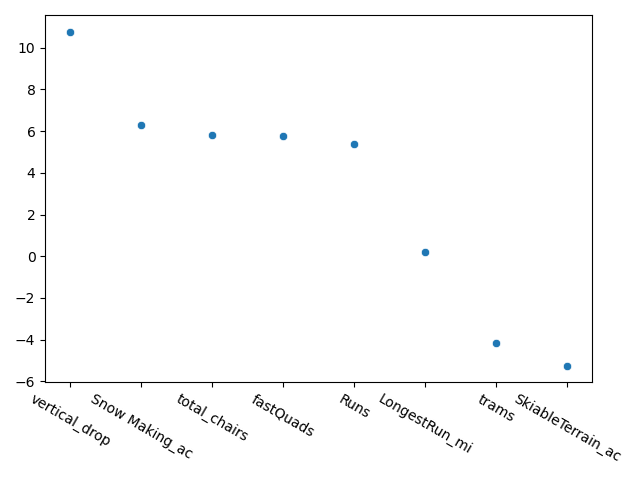 10
8
6
4
2
0
−2
−4
−6
vertical_drop
Snow Making_ac
total_chairs
fastQuads
Runs
LongestRun_mi
trams
SkiableTerrain_ac